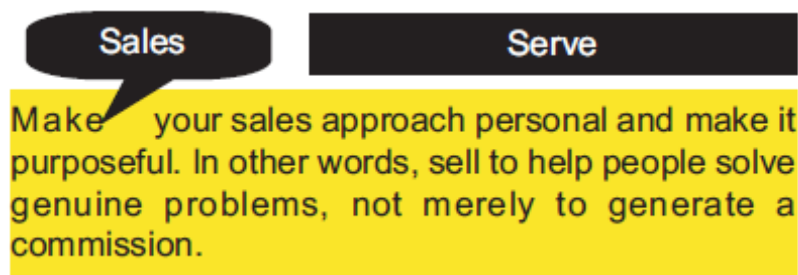 Sales
Serve
Make your sales approach personal and make it
purposeful. In other words, sell to help people solve
genuine problems, not merely to generate a
commission.